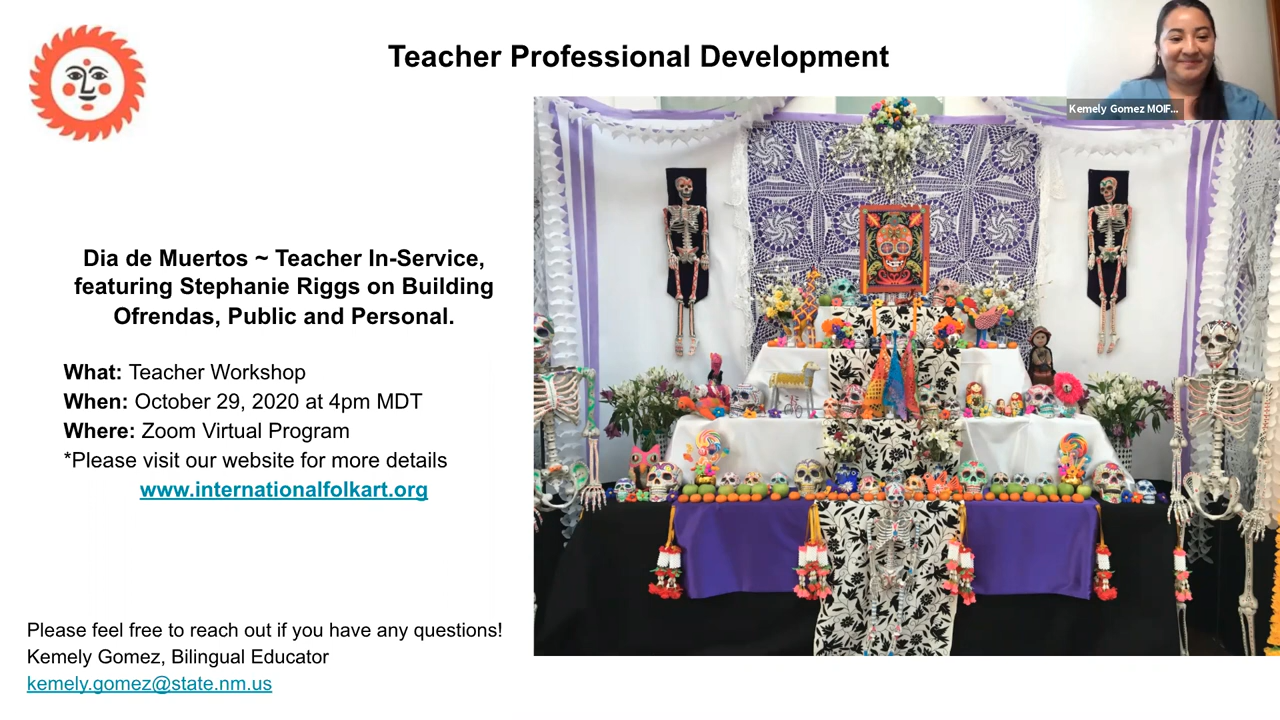 Teacher Professional Development
Kemely Gomez MOIF...
Dia de Muertos ~ Teacher In-Service,
featuring Stephanie Riggs on Building
Ofrendas, Public and Personal.
What: Teacher Workshop
When: October 29, 2020 at 4pm MDT
Where: Zoom Virtual Program
*Please visit our website for more details
www.internationalfolkart.org
Please feel free to reach out if you have any questions!
Kemely Gomez, Bilingual Educator
kemely.gomez@state.nm.us